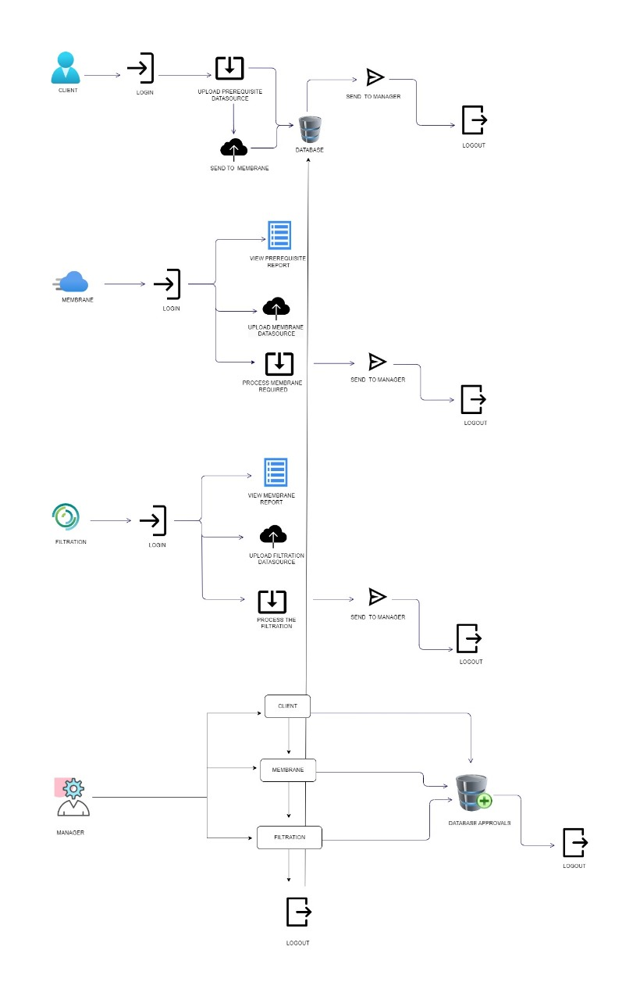 CLIENT
LOGIN
UPLOAD PREREQUISITE
DATASOURCE
SEND TO MEMBRANE
DATABASE
SEND TO MANAGER
LOGOUT
MEMBRANE
LOGIN
VIEW PREREQUISITE
REPORT
UPLOAD MEMBRANE
DATASOURCE
PROCESS MEMBRANE
REQUIRED
SEND TO MANAGER
LOGOUT
FILTRATION
LOGIN
VIEW MEMBRANE
REPORT
UPLOAD FILTRATION
DATASOURCE
PROCESS THE
FILTRATION
SEND TO MANAGER
LOGOUT
MANAGER
CLIENT
MEMBRANE
FILTRATION
DATABASE APPROVALS
LOGOUT
LOGOUT